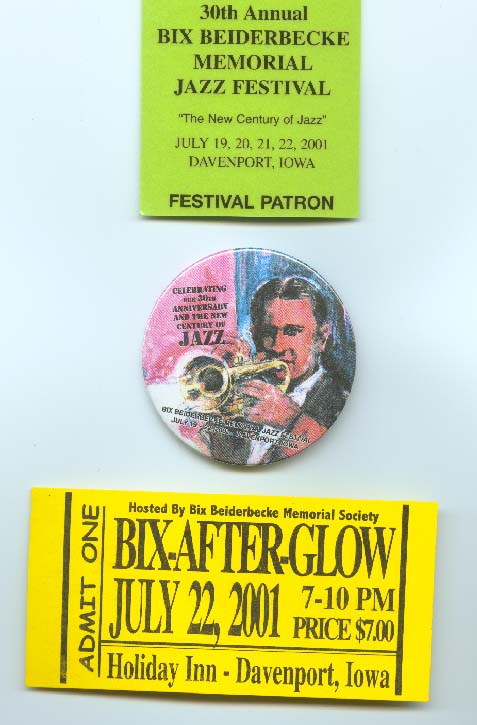 30th Annual
BIX BEIDERBECKE
MEMORIAL
JAZZ FESTIVAL
"The New Century of Jazz"
JULY 19, 20, 21, 22, 2001
DAVENPORT, IOWA
FESTIVAL PATRON
CELEBRATING
OUR 30TH
ANNIVERSARY
AND THE NEW
CENTURY OF
JAZZ
BIX BEIDERBECKE MEMORIAL JAZZ FESTIVAL
JULY 19 DAVENPORT, IOWA
ADMIT ONE
Hosted By Bix Beiderbecke Memorial Society
BIX-AFTER-GLOW
JULY 22, 2001 7-10 PM
PRICE $7.00
Holiday Inn - Davenport, Iowa